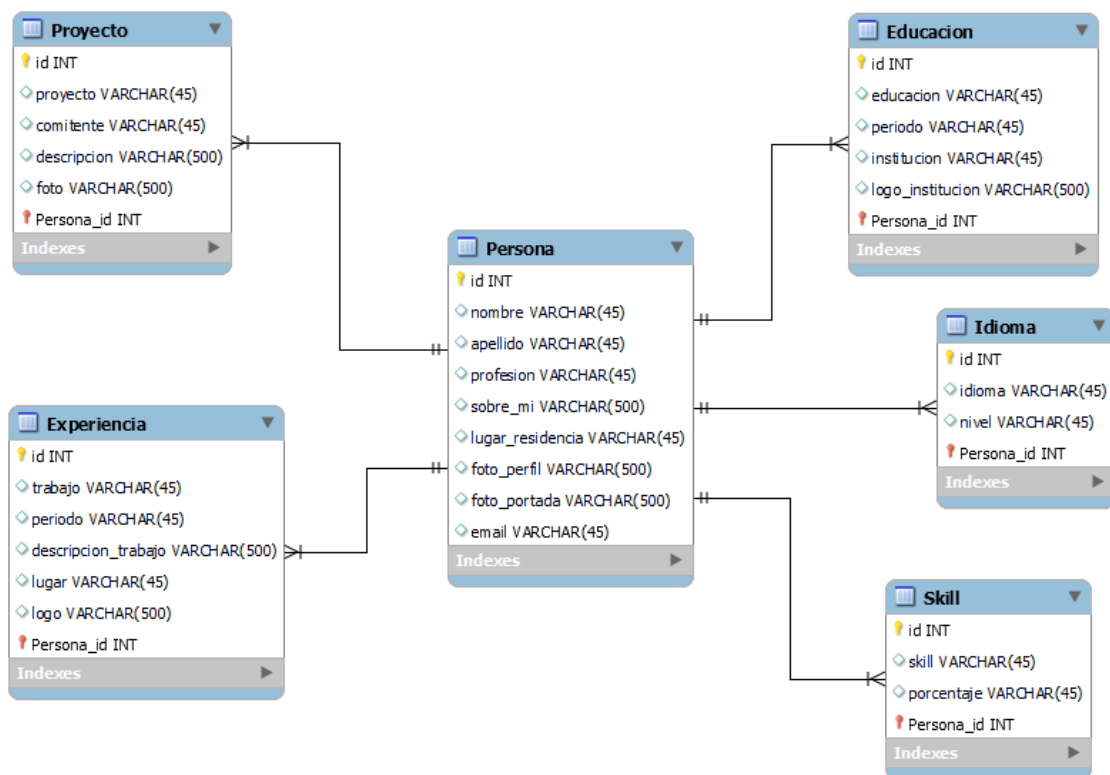 Proyecto
id INT
proyecto VARCHAR(45)
comitente VARCHAR(45)
descripcion VARCHAR(500)
foto VARCHAR(500)
Persona_id INT
Indexes
Educacion
id INT
educacion VARCHAR(45)
periodo VARCHAR(45)
institucion VARCHAR(45)
logo_institucion VARCHAR(500)
Persona_id INT
Indexes
Persona
id INT
nombre VARCHAR(45)
apellido VARCHAR(45)
profesion VARCHAR(45)
sobre_mi VARCHAR(500)
lugar_residencia VARCHAR(45)
foto_perfil VARCHAR(500)
foto_portada VARCHAR(500)
email VARCHAR(45)
Indexes
Idioma
id INT
idioma VARCHAR(45)
nivel VARCHAR(45)
Persona_id INT
Indexes
Experiencia
id INT
trabajo VARCHAR(45)
periodo VARCHAR(45)
descripcion_trabajo VARCHAR(500)
lugar VARCHAR(45)
logo VARCHAR(500)
Persona_id INT
Indexes
Skill
id INT
skill VARCHAR(45)
porcentaje VARCHAR(45)
Persona_id INT
Indexes